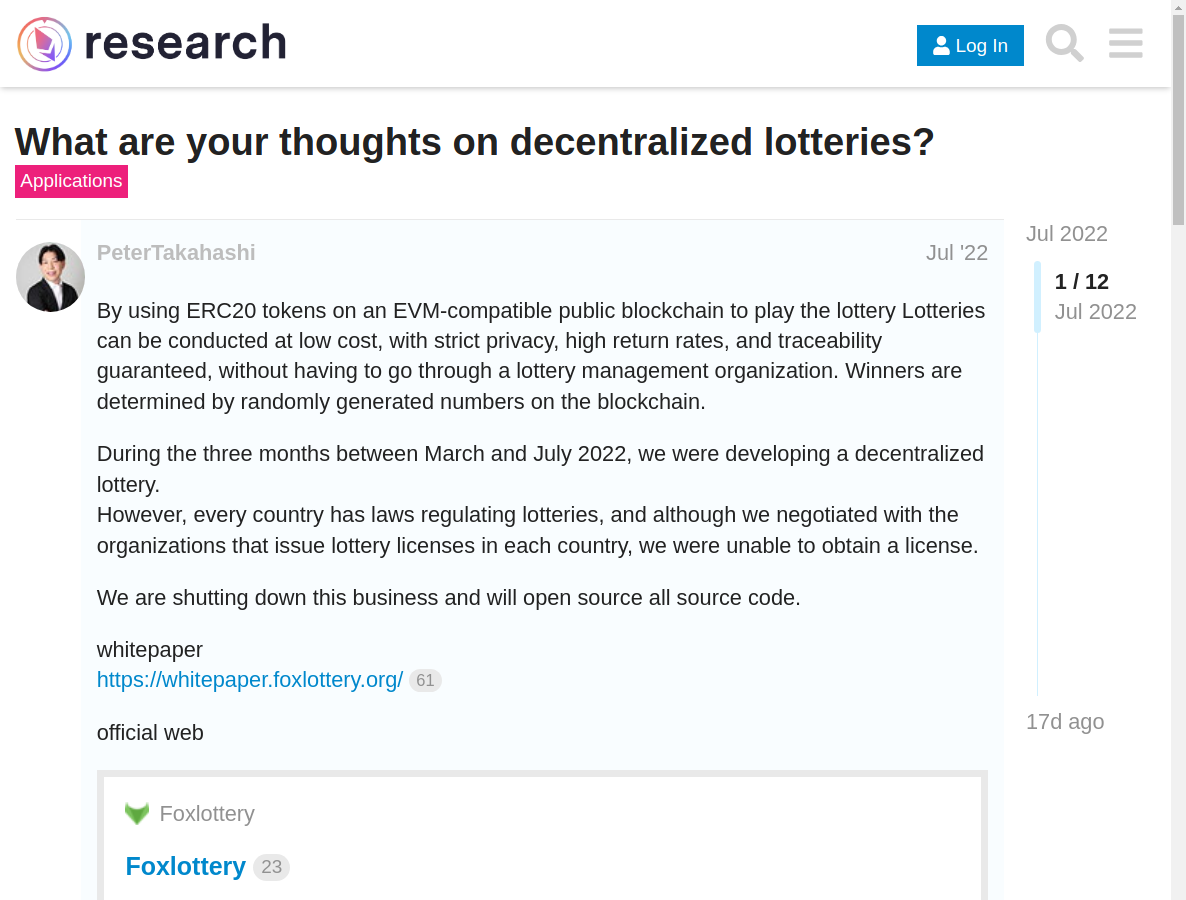 research
Log In
What are your thoughts on decentralized lotteries?
Applications
PeterTakahashi
Jul '22
By using ERC20 tokens on an EVM-compatible public blockchain to play the lottery Lotteries
can be conducted at low cost, with strict privacy, high return rates, and traceability
guaranteed, without having to go through a lottery management organization. Winners are
determined by randomly generated numbers on the blockchain.
During the three months between March and July 2022, we were developing a decentralized
lottery.
However, every country has laws regulating lotteries, and although we negotiated with the
organizations that issue lottery licenses in each country, we were unable to obtain a license.
We are shutting down this business and will open source all source code.
whitepaper
https://whitepaper.foxlottery.org/ 61
official web
Foxlottery
Foxlottery 23
Jul 2022
1 / 12
Jul 2022
17d ago